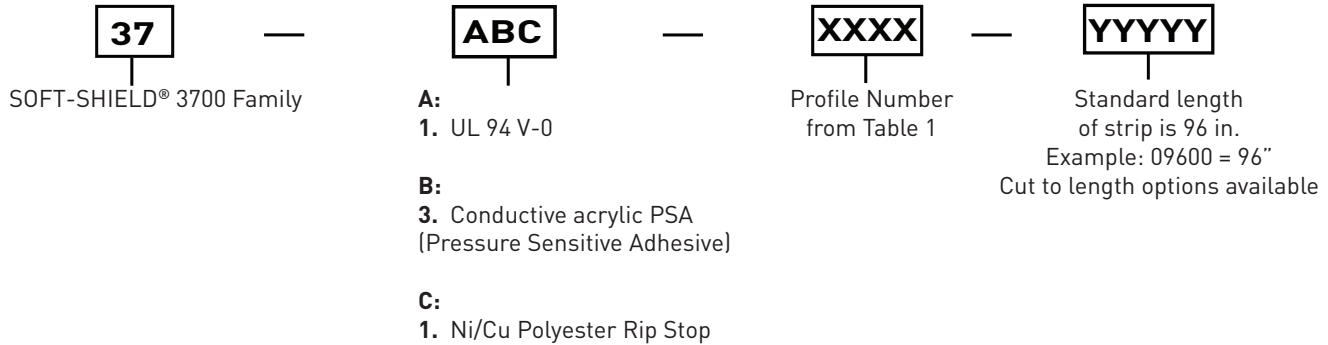 37 — ABC — XXXX — YYYYY
SOFT-SHIELD® 3700 Family
A:
1. UL 94 V-0
B:
3. Conductive acrylic PSA
(Pressure Sensitive Adhesive)
C:
1. Ni/Cu Polyester Rip Stop
Profile Number
from Table 1
Standard length
of strip is 96 in.
Example: 09600 = 96”
Cut to length options available